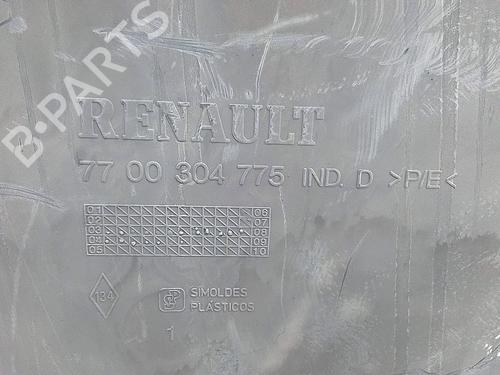 B-PARTS
RENAULT
77 00 304 775 IND. D >P/E<
01 06
02 07
03 08
04 09
05 10
134
SIMOLDES
PLÁSTICOS
1